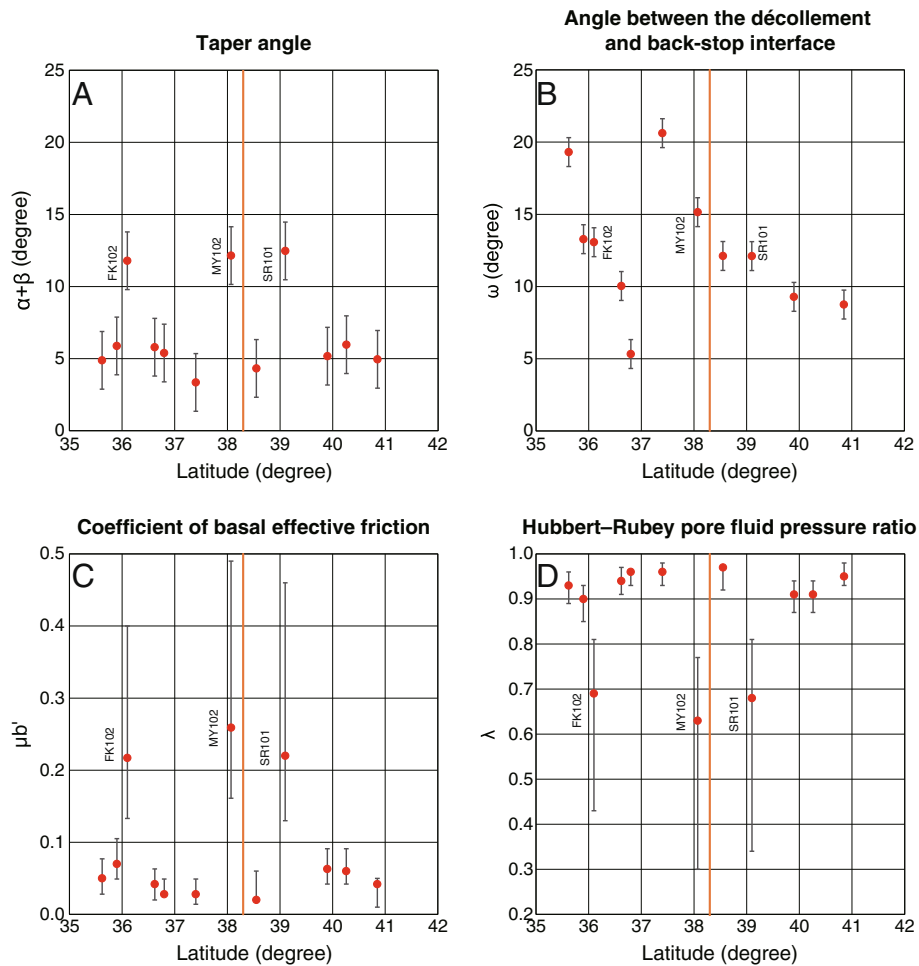 Taper angle
A
α+β (degree)
25
20
15
10
5
0
FK102
MY102
SR101
35 36 37 38 39 40 41 42
Latitude (degree)
Angle between the décollement
and back-stop interface
B
ω (degree)
25
20
15
10
5
0
FK102
MY102
SR101
35 36 37 38 39 40 41 42
Latitude (degree)
Coefficient of basal effective friction
C
μb'
0.5
0.4
0.3
0.2
0.1
0.0
FK102
MY102
SR101
35 36 37 38 39 40 41 42
Latitude (degree)
Hubbert–Rubey pore fluid pressure ratio
D
λ
1.0
0.9
0.8
0.7
0.6
0.5
0.4
0.3
0.2
FK102
MY102
SR101
35 36 37 38 39 40 41 42
Latitude (degree)